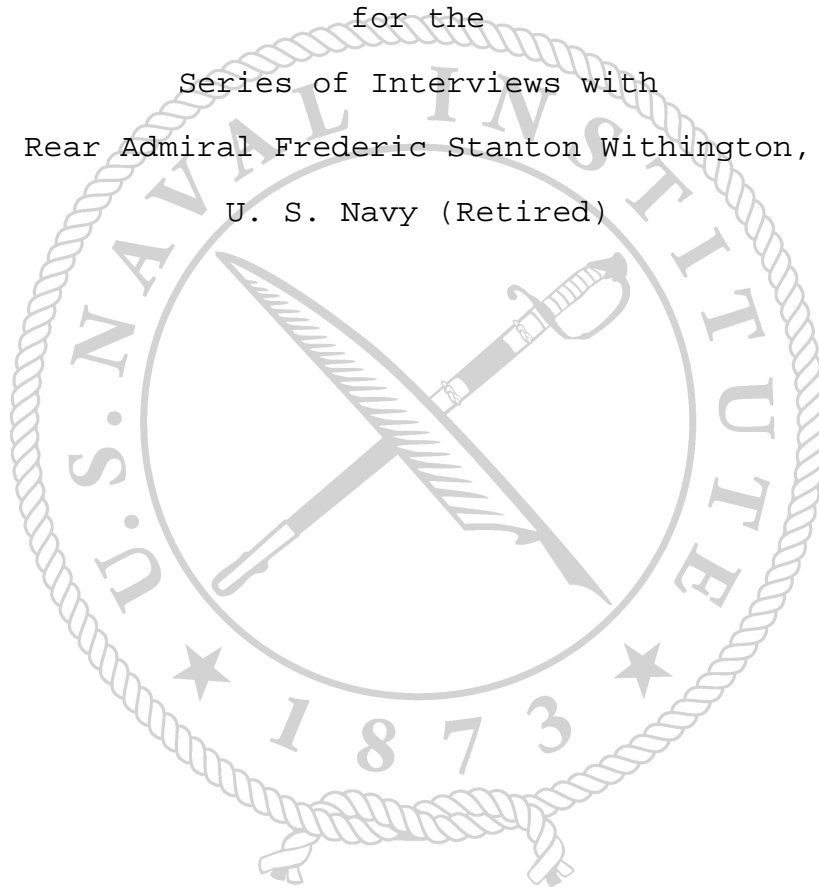 for the
Series of Interviews with
Rear Admiral Frederic Stanton Withington,
U. S. Navy (Retired)
U.S. NAVAL INSTITUTE
1873